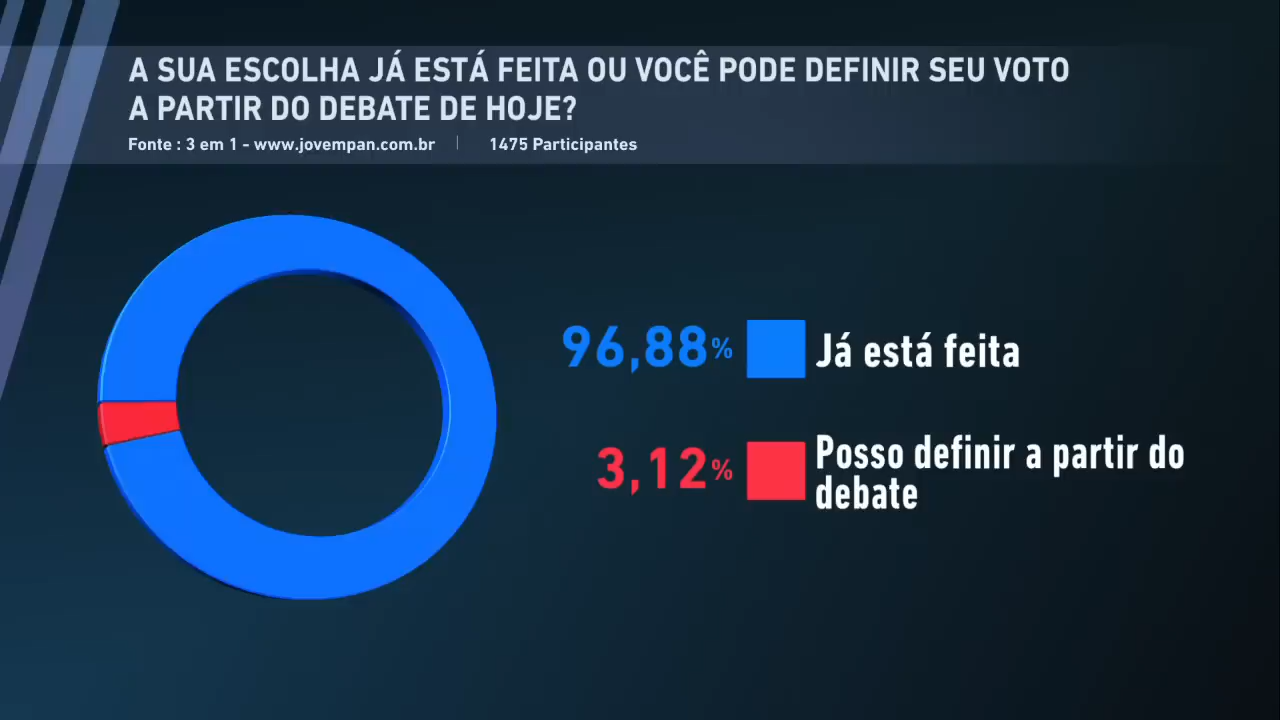 A SUA ESCOLHA JÁ ESTÁ FEITA OU VOCÊ PODE DEFINIR SEU VOTO
A PARTIR DO DEBATE DE HOJE?
Fonte : 3 em 1 - www.jovempan.com.br | 1475 Participantes
96,88% Já está feita
3,12% Posso definir a partir do
debate